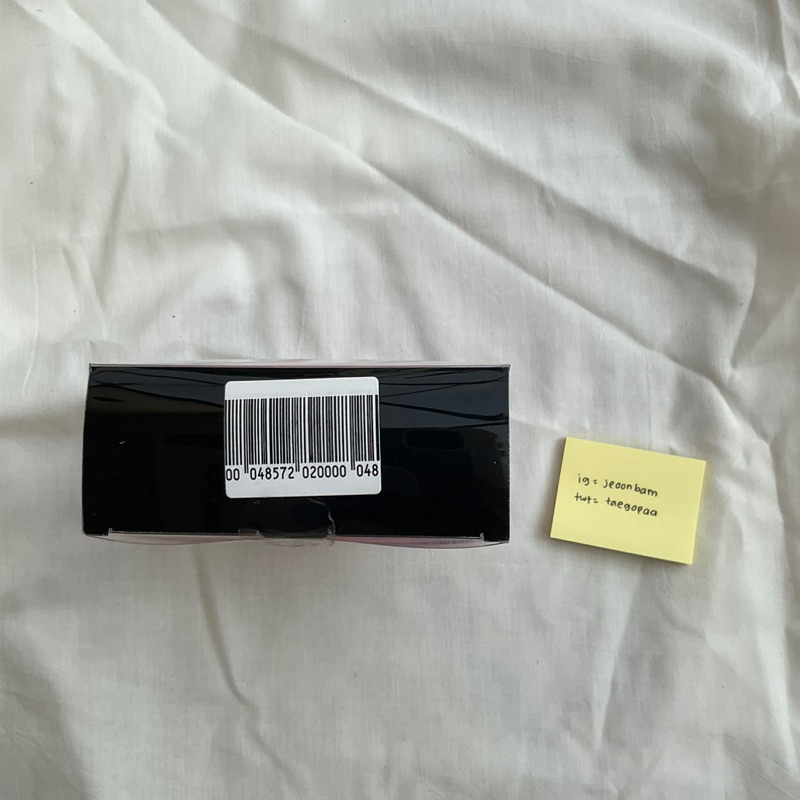 00 048572 020000 048
ig = jeoonbam
twt = taegopaa